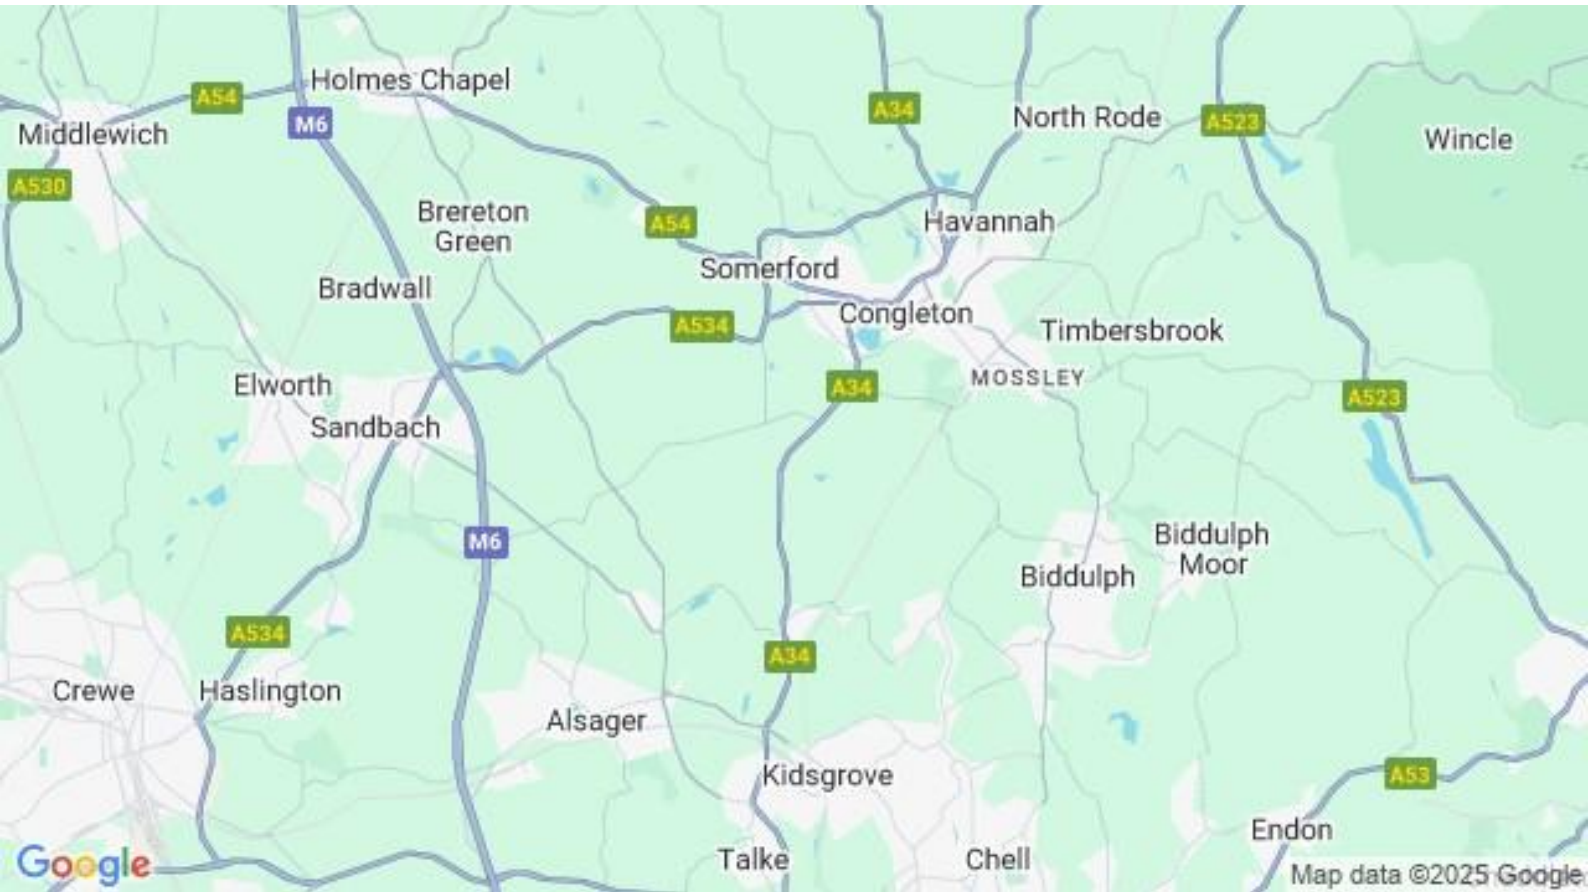 Holmes Chapel
A54
A34
M6
North Rode
A523
Middlewich
Wincle
A530
Brereton
Green
A54
Havannah
Somerford
Bradwall
Congleton
A534
Timbersbrook
Elworth
A34
MOSSLEY
A523
Sandbach
M6
Biddulph
Moor
Biddulph
A534
A34
Crewe
Haslington
Alsager
Kidsgrove
A53
Endon
Talke
Chell
Google
Map data ©2025 Google